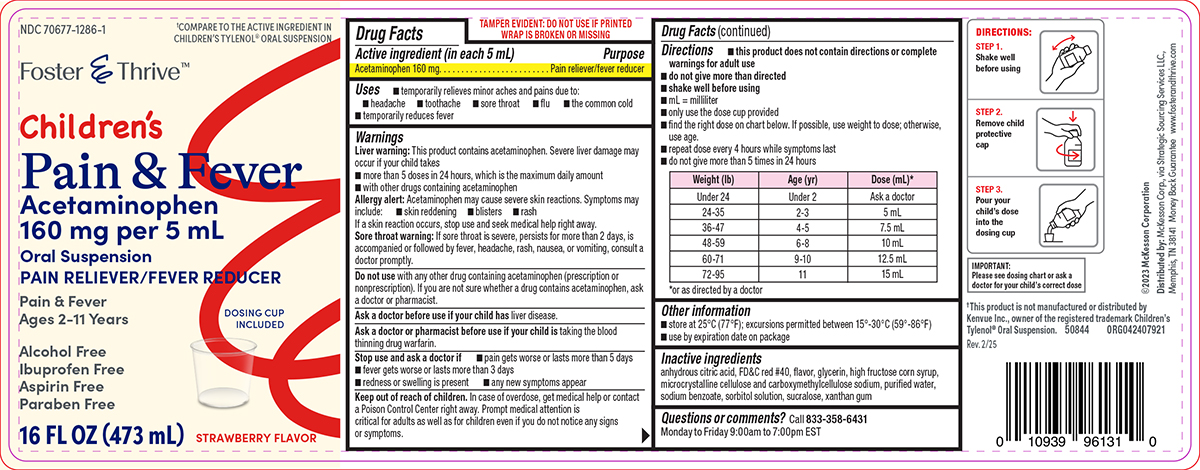 NDC 70677-1286-1
†COMPARE TO THE ACTIVE INGREDIENT IN
CHILDREN'S TYLENOL® ORAL SUSPENSION
Foster & Thrive™
Children's
Pain & Fever
Acetaminophen
160 mg per 5 mL
Oral Suspension
PAIN RELIEVER/FEVER REDUCER
Pain & Fever
Ages 2-11 Years
DOSING CUP
INCLUDED
Alcohol Free
Ibuprofen Free
Aspirin Free
Paraben Free
16 FL OZ (473 mL)
STRAWBERRY FLAVOR
TAMPER EVIDENT: DO NOT USE IF PRINTED
WRAP IS BROKEN OR MISSING
Drug Facts
Active ingredient (in each 5 mL) Purpose
Acetaminophen 160 mg. . . . . . . . . . . . . . . . . . . . . . . . Pain reliever/fever reducer
Uses ■ temporarily relieves minor aches and pains due to:
■ headache ■ toothache ■ sore throat ■ flu ■ the common cold
■ temporarily reduces fever
Warnings
Liver warning: This product contains acetaminophen. Severe liver damage may
occur if your child takes
■ more than 5 doses in 24 hours, which is the maximum daily amount
■ with other drugs containing acetaminophen
Allergy alert: Acetaminophen may cause severe skin reactions. Symptoms may
include: ■ skin reddening ■ blisters ■ rash
If a skin reaction occurs, stop use and seek medical help right away.
Sore throat warning: If sore throat is severe, persists for more than 2 days, is
accompanied or followed by fever, headache, rash, nausea, or vomiting, consult a
doctor promptly.
Do not use with any other drug containing acetaminophen (prescription or
nonprescription). If you are not sure whether a drug contains acetaminophen, ask
a doctor or pharmacist.
Ask a doctor before use if your child has liver disease.
Ask a doctor or pharmacist before use if your child is taking the blood
thinning drug warfarin.
Stop use and ask a doctor if ■ pain gets worse or lasts more than 5 days
■ fever gets worse or lasts more than 3 days
■ redness or swelling is present ■ any new symptoms appear
Keep out of reach of children. In case of overdose, get medical help or contact
a Poison Control Center right away. Prompt medical attention is
critical for adults as well as for children even if you do not notice any signs
or symptoms.
Drug Facts (continued)
Directions ■ this product does not contain directions or complete
warnings for adult use
■ do not give more than directed
■ shake well before using
■ mL = milliliter
■ only use the dose cup provided
■ find the right dose on chart below. If possible, use weight to dose; otherwise,
use age.
■ repeat dose every 4 hours while symptoms last
■ do not give more than 5 times in 24 hours
Weight (lb) Age (yr) Dose (mL)*
Under 24 Under 2 Ask a doctor
24-35 2-3 5 mL
36-47 4-5 7.5 mL
48-59 6-8 10 mL
60-71 9-10 12.5 mL
72-95 11 15 mL
*or as directed by a doctor
Other information
■ store at 25°C (77°F); excursions permitted between 15°-30°C (59°-86°F)
■ use by expiration date on package
Inactive ingredients
anhydrous citric acid, FD&C red #40, flavor, glycerin, high fructose corn syrup,
microcrystalline cellulose and carboxymethylcellulose sodium, purified water,
sodium benzoate, sorbitol solution, sucralose, xanthan gum
Questions or comments? Call 833-358-6431
Monday to Friday 9:00am to 7:00pm EST
DIRECTIONS:
STEP 1.
Shake well
before using
STEP 2.
Remove child
protective
cap
STEP 3.
Pour your
child's dose
into the
dosing cup
IMPORTANT:
Please see dosing chart or ask a
doctor for your child's correct dose
©2023 McKesson Corporation
Distributed by: McKesson Corp., via Strategic Sourcing Services LLC,
Memphis, TN 38141 Money Back Guarantee www.fosterandthrive.com
†This product is not manufactured or distributed by
Kenvue Inc., owner of the registered trademark Children's
Tylenol® Oral Suspension. 50844 ORG042407921
Rev. 2/25
0 10939 96131 0